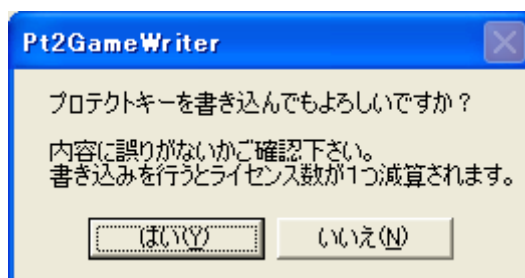 Pt2GameWriter
プロテクトキーを書き込んでもよろしいですか？
内容に誤りがないかご確認下さい。
書き込みを行うとライセンス数が1つ減算されます。
はい(Y)
いいえ(N)